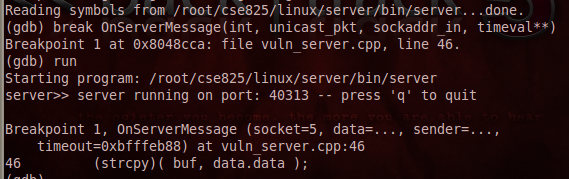 Reading symbols from /root/cse825/linux/server/bin/server...done.
(gdb) break OnServerMessage(int, unicast_pkt, sockaddr_in, timeval**)
Breakpoint 1 at 0x8048cca: file vuln_server.cpp, line 46.
(gdb) run
Starting program: /root/cse825/linux/server/bin/server
server>> server running on port: 40313 -- press 'q' to quit
Breakpoint 1, OnServerMessage (socket=5, data=..., sender=...,
    timeout=0xbfffeb88) at vuln_server.cpp:46
46          (strcpy)( buf, data.data );
(gdb)